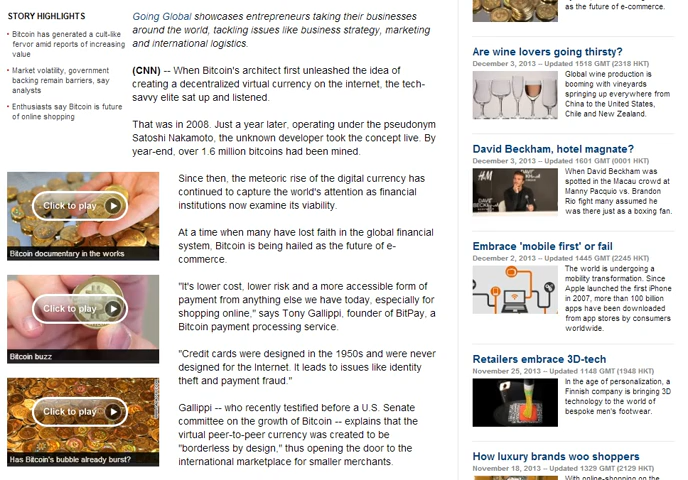 STORY HIGHLIGHTS
Bitcoin has generated a cult-like
fervor amid reports of increasing
value
Market volatility, government
backing remain barriers, say
analysts
Enthusiasts say Bitcoin is future
of online shopping
Click to play
Bitcoin documentary in the works
Click to play
Bitcoin buzz
Click to play
Has Bitcoin's bubble already burst?
Going Global showcases entrepreneurs taking their businesses
around the world, tackling issues like business strategy, marketing
and international logistics.
(CNN) -- When Bitcoin's architect first unleashed the idea of
creating a decentralized virtual currency on the internet, the tech-
savvy elite sat up and listened.
That was in 2008. Just a year later, operating under the pseudonym
Satoshi Nakamoto, the unknown developer took the concept live. By
year-end, over 1.6 million bitcoins had been mined.
Since then, the meteoric rise of the digital currency has
continued to capture the world's attention as financial
institutions now examine its viability.
At a time when many have lost faith in the global financial
system, Bitcoin is being hailed as the future of e-
commerce.
"It's lower cost, lower risk and a more accessible form of
payment from anything else we have today, especially for
shopping online," says Tony Gallippi, founder of BitPay, a
Bitcoin payment processing service.
"Credit cards were designed in the 1950s and were never
designed for the Internet. It leads to issues like identity
theft and payment fraud."
Gallippi -- who recently testified before a U.S. Senate
committee on the growth of Bitcoin -- explains that the
virtual peer-to-peer currency was created to be
"borderless by design," thus opening the door to the
international marketplace for smaller merchants.
as the future of e-commerce.
Are wine lovers going thirsty?
December 3, 2013 -- Updated 1518 GMT (2318 HKT)
Global wine production is
booming with vineyards
springing up everywhere from
China to the United States,
Chile and New Zealand.
David Beckham, hotel magnate?
December 3, 2013 -- Updated 1601 GMT (0001 HKT)
H&M
When David Beckham was
spotted in the Macau crowd at
Manny Pacquio vs. Brandon
Rio fight many assumed he
was there just as a boxing fan.
Embrace 'mobile first' or fail
December 2, 2013 -- Updated 1445 GMT (2245 HKT)
The world is undergoing a
mobility transformation. Since
Apple launched the first iPhone
in 2007, more than 100 billion
apps have been downloaded
from app stores by consumers
worldwide.
Retailers embrace 3D-tech
November 25, 2013 -- Updated 1148 GMT (1948 HKT)
In the age of personalization, a
Finnish company is bringing 3D
technology to the world of
bespoke men's footwear.
How luxury brands woo shoppers
November 18, 2013 -- Updated 1329 GMT (2129 HKT)
With online-shopping on the